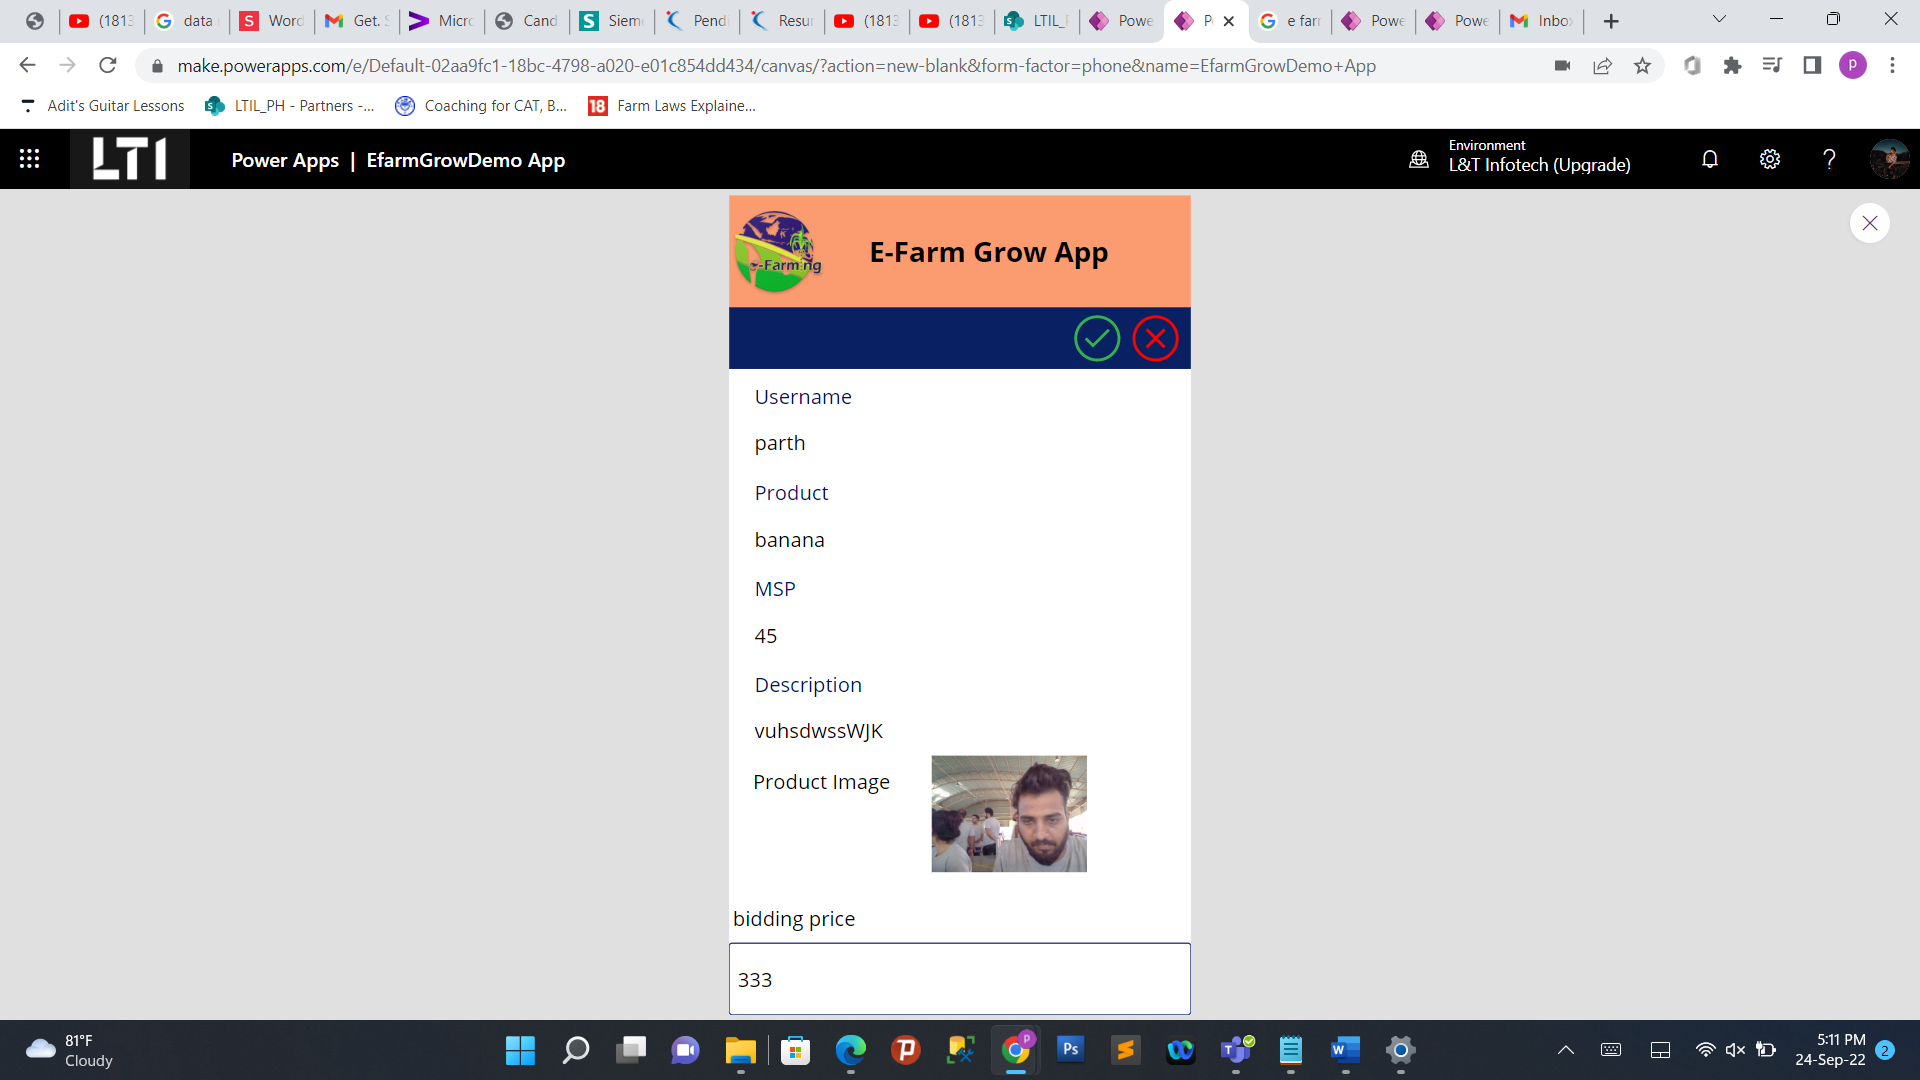 (1813
data
Word
Get.
Micro
Cand
Siem
Pend
Resur
(1813
(1813
LTIL_
Powe
P
e farr
Powe
Powe
Inbo
make.powerapps.com/e/Default-02aa9fc1-18bc-4798-a020-e01c854dd434/canvas/?action=new-blank&form-factor=phone&name=EfarmGrowDemo+App
P
Adit's Guitar Lessons
LTIL_PH - Partners -...
Coaching for CAT, B...
18 Farm Laws Explaine...
LTI
Power Apps | EfarmGrowDemo App
Environment
L&T Infotech (Upgrade)
e-Farming
E-Farm Grow App
Username
parth
Product
banana
MSP
45
Description
vuhsdwssWJK
Product Image
bidding price
333
81°F
Cloudy
Ps
5:11 PM
24-Sep-22
2